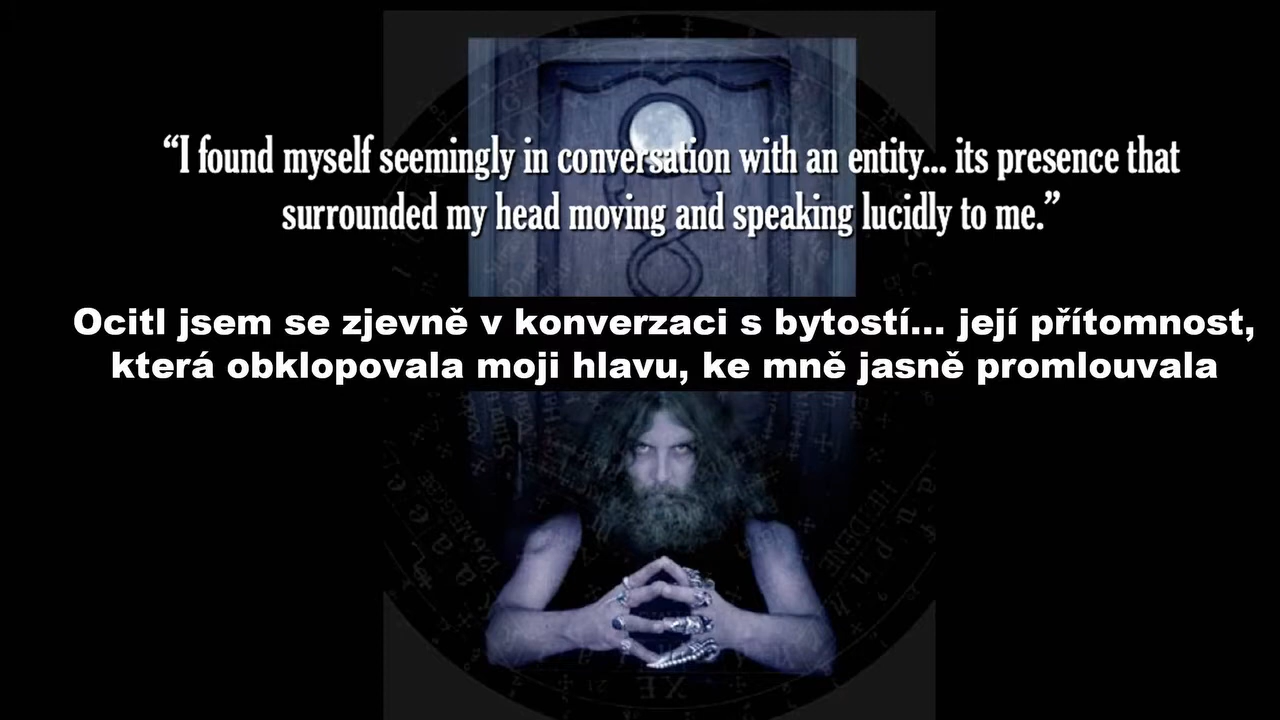 “I found myself seemingly in conversation with an entity... its presence that
surrounded my head moving and speaking lucidly to me.”
Ocitl jsem se zjevně v konverzaci s bytostí... její přítomnost,
která obklopovala moji hlavu, ke mně jasně promlouvala